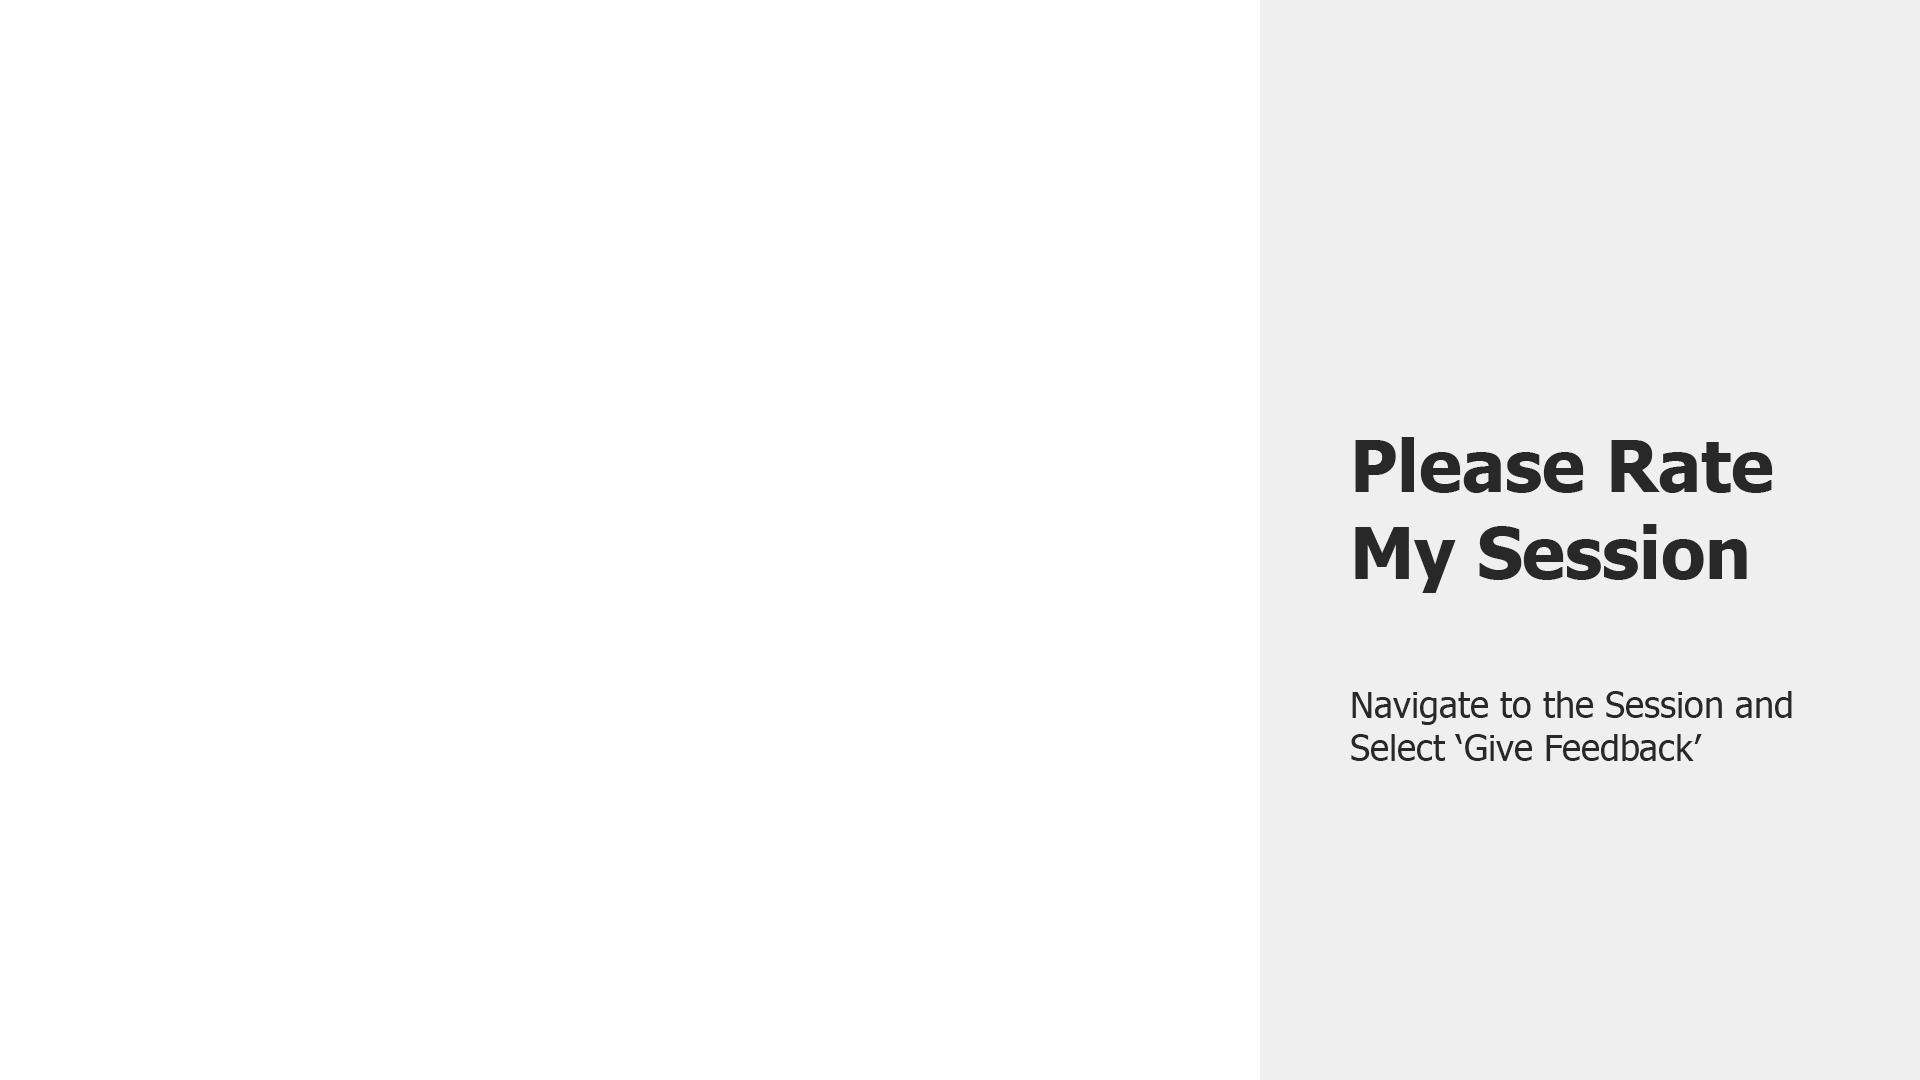 Please Rate
My Session
Navigate to the Session and
Select ‘Give Feedback’